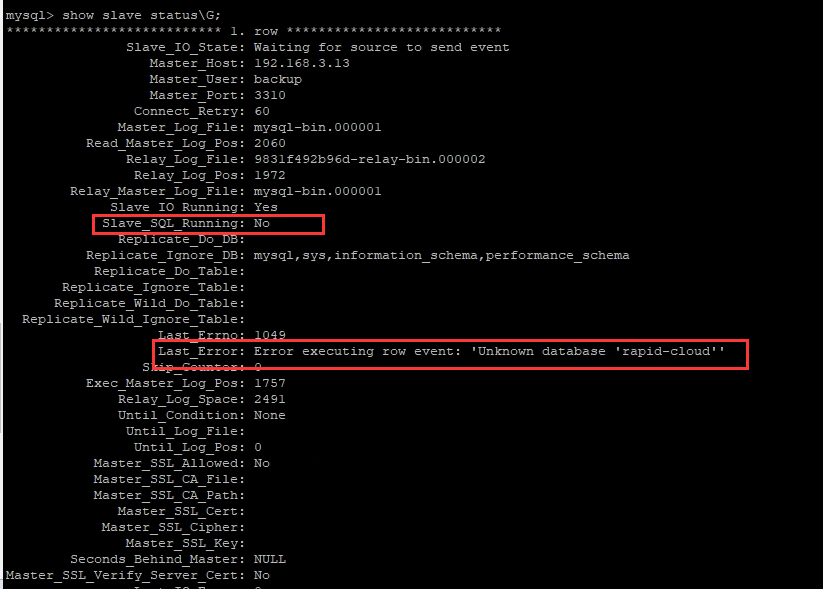 mysql> show slave status\G;
*************************** 1. row ***************************
Slave_IO_State: Waiting for source to send event
Master_Host: 192.168.3.13
Master_User: backup
Master_Port: 3310
Connect_Retry: 60
Master_Log_File: mysql-bin.000001
Read_Master_Log_Pos: 2060
Relay_Log_File: 9831f492b96d-relay-bin.000002
Relay_Log_Pos: 1972
Relay_Master_Log_File: mysql-bin.000001
Slave_IO_Running: Yes
Slave_SQL_Running: No
Replicate_Do_DB:
Replicate_Ignore_DB: mysql,sys,information_schema,performance_schema
Replicate_Do_Table:
Replicate_Ignore_Table:
Replicate_Wild_Do_Table:
Replicate_Wild_Ignore_Table:
Last_Errno: 1049
Last_Error: Error executing row event: 'Unknown database 'rapid-cloud''
Skip_Counter: 0
Exec_Master_Log_Pos: 1757
Relay_Log_Space: 2491
Until_Condition: None
Until_Log_File:
Until_Log_Pos: 0
Master_SSL_Allowed: No
Master_SSL_CA_File:
Master_SSL_CA_Path:
Master_SSL_Cert:
Master_SSL_Cipher:
Master_SSL_Key:
Seconds_Behind_Master: NULL
Master_SSL_Verify_Server_Cert: No